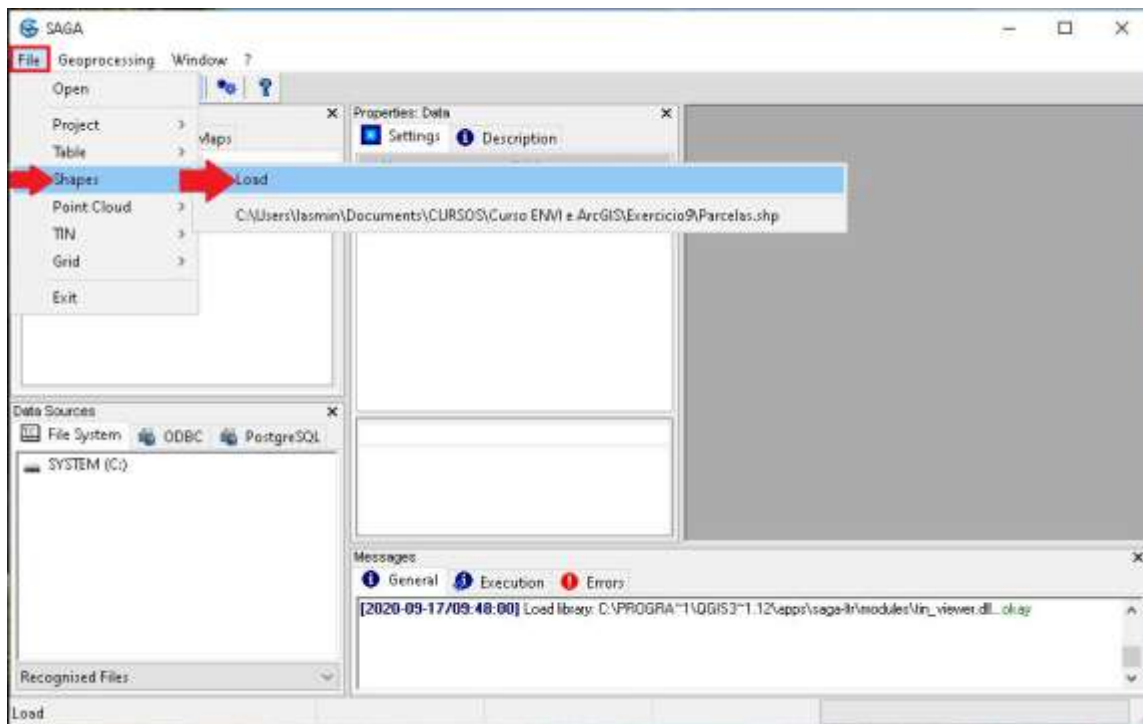 SAGA
File Geoprocessing Window ?
Open
Project
Table
Shapes
Point Cloud
TIN
Grid
Exit
Load
C:\Users\Iasmin\Documents\CURSOS\Curso ENVI e ArcGIS\Exercicio9\Parcelas.shp
Maps
Properties: Data
Settings Description
Data Sources
File System ODBC PostgreSQL
SYSTEM (C:)
Recognised Files
Messages
General Execution Errors
[2020-09-17/09:48:00] Load library: C:\PROGRA~1\QGIS3~1.12\apps\saga-ltr\modules\tin_viewer.dll...okay
Load